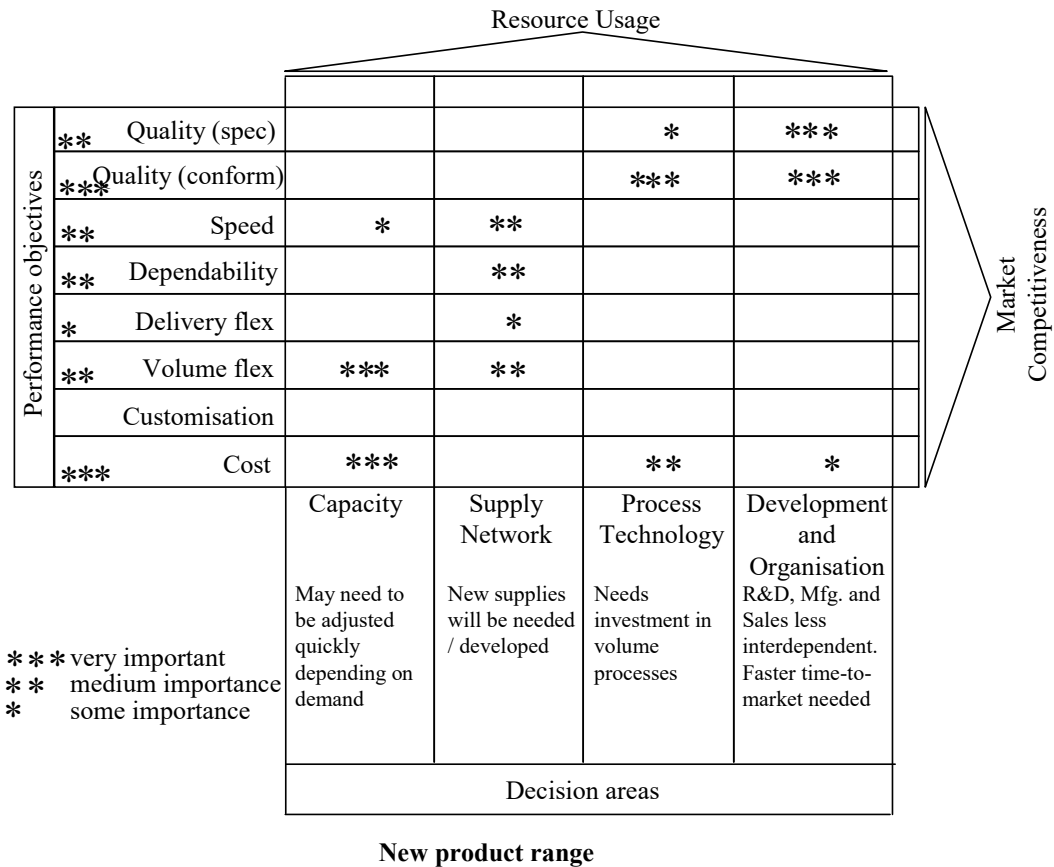 Resource Usage
Performance objectives
** Quality (spec) * ***
*** Quality (conform) *** ***
** Speed * **
** Dependability **
* Delivery flex *
** Volume flex *** **
Customisation
*** Cost *** ** *
Market
Competitiveness
Capacity
Supply
Network
Process
Technology
Development
and
Organisation
May need to
be adjusted
quickly
depending on
demand
New supplies
will be needed
/ developed
Needs
investment in
volume
processes
R&D, Mfg. and
Sales less
interdependent.
Faster time-to-
market needed
*** very important
** medium importance
* some importance
Decision areas
New product range